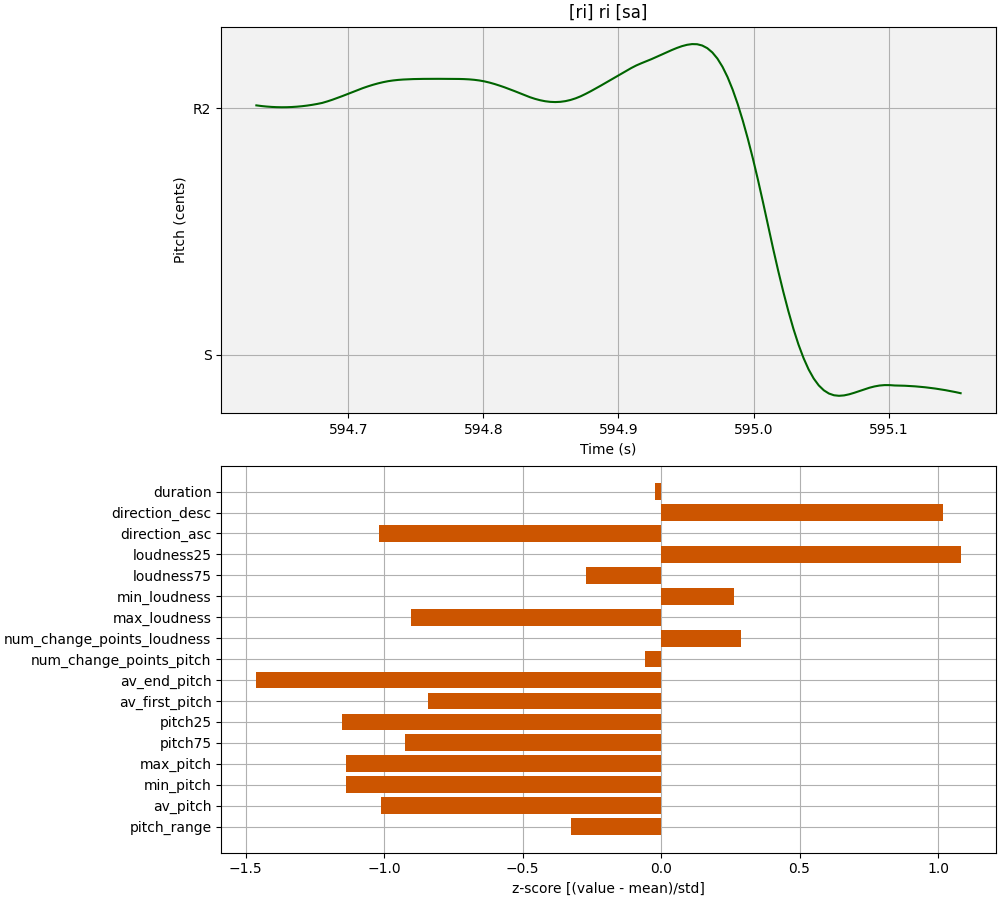 [ri] ri [sa]
Pitch (cents)
R2
S
594.7 594.8 594.9 595.0 595.1
Time (s)
duration
direction_desc
direction_asc
loudness25
loudness75
min_loudness
max_loudness
num_change_points_loudness
num_change_points_pitch
av_end_pitch
av_first_pitch
pitch25
pitch75
max_pitch
min_pitch
av_pitch
pitch_range
−1.5 −1.0 −0.5 0.0 0.5 1.0
z-score [(value - mean)/std]